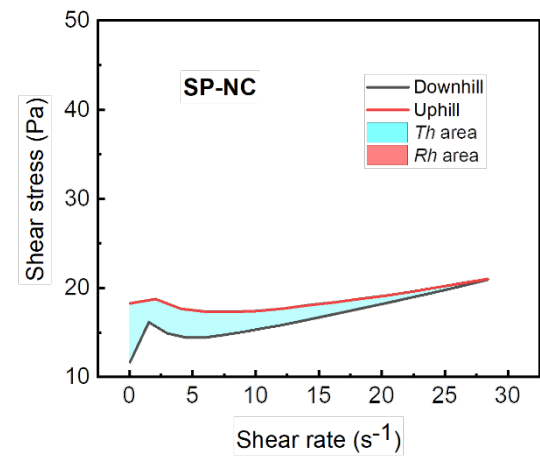 50
40
30
20
10
Shear stress (Pa)
SP-NC
Downhill
Uphill
Th area
Rh area
0 5 10 15 20 25 30
Shear rate (s-1)